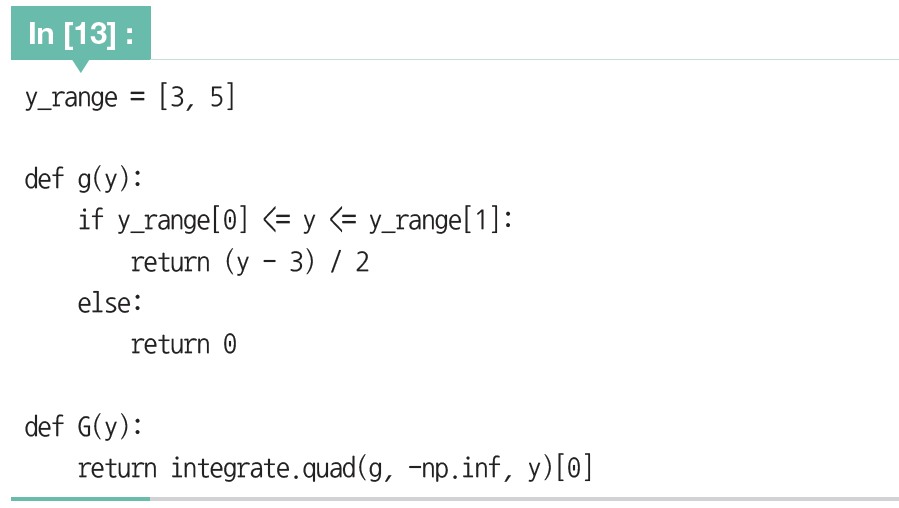 In [13] :
y_range = [3, 5]
def g(y):
    if y_range[0] <= y <= y_range[1]:
        return (y - 3) / 2
    else:
        return 0
def G(y):
    return integrate.quad(g, -np.inf, y)[0]